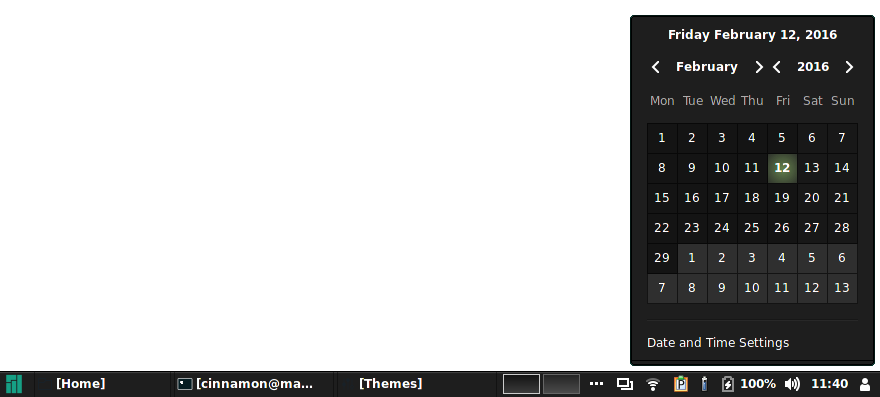 Friday February 12, 2016
February 2016
Mon Tue Wed Thu Fri Sat Sun
1 2 3 4 5 6 7
8 9 10 11 12 13 14
15 16 17 18 19 20 21
22 23 24 25 26 27 28
29 1 2 3 4 5 6
7 8 9 10 11 12 13
Date and Time Settings
[Home] [cinnamon@ma... [Themes] 100% 11:40